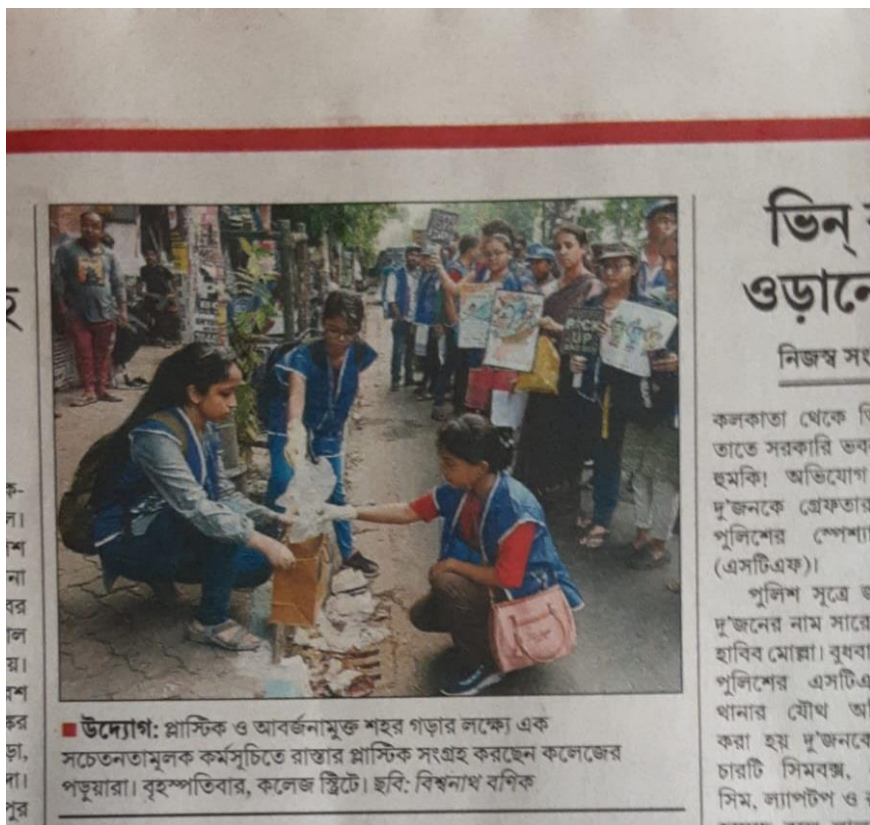 PICK
UP
■ উদ্যোগ: প্লাস্টিক ও আবর্জনামুক্ত শহর গড়ার লক্ষ্যে এক
সচেতনতামূলক কর্মসূচিতে রাস্তার প্লাস্টিক সংগ্রহ করছেন কলেজের
পড়ুয়ারা। বৃহস্পতিবার, কলেজ স্ট্রিটে। ছবি: বিশ্বনাথ বণিক
ভিন্
ওড়ানে
নিজস্ব সং
কলকাতা থেকে
তাতে সরকারি ভব
হুমকি! অভিযোগ
দু'জনকে গ্রেফতার
পুলিশের স্পেশা
(এসটিএফ)।
পুলিশ সূত্রে
দু'জনের নাম সারে
হাবিব মোল্লা। বুধবা
পুলিশের এসটিএ
থানার যৌথ অ
করা হয় দু'জনকে
চারটি সিমবক্স,
সিম, ল্যাপটপ ও